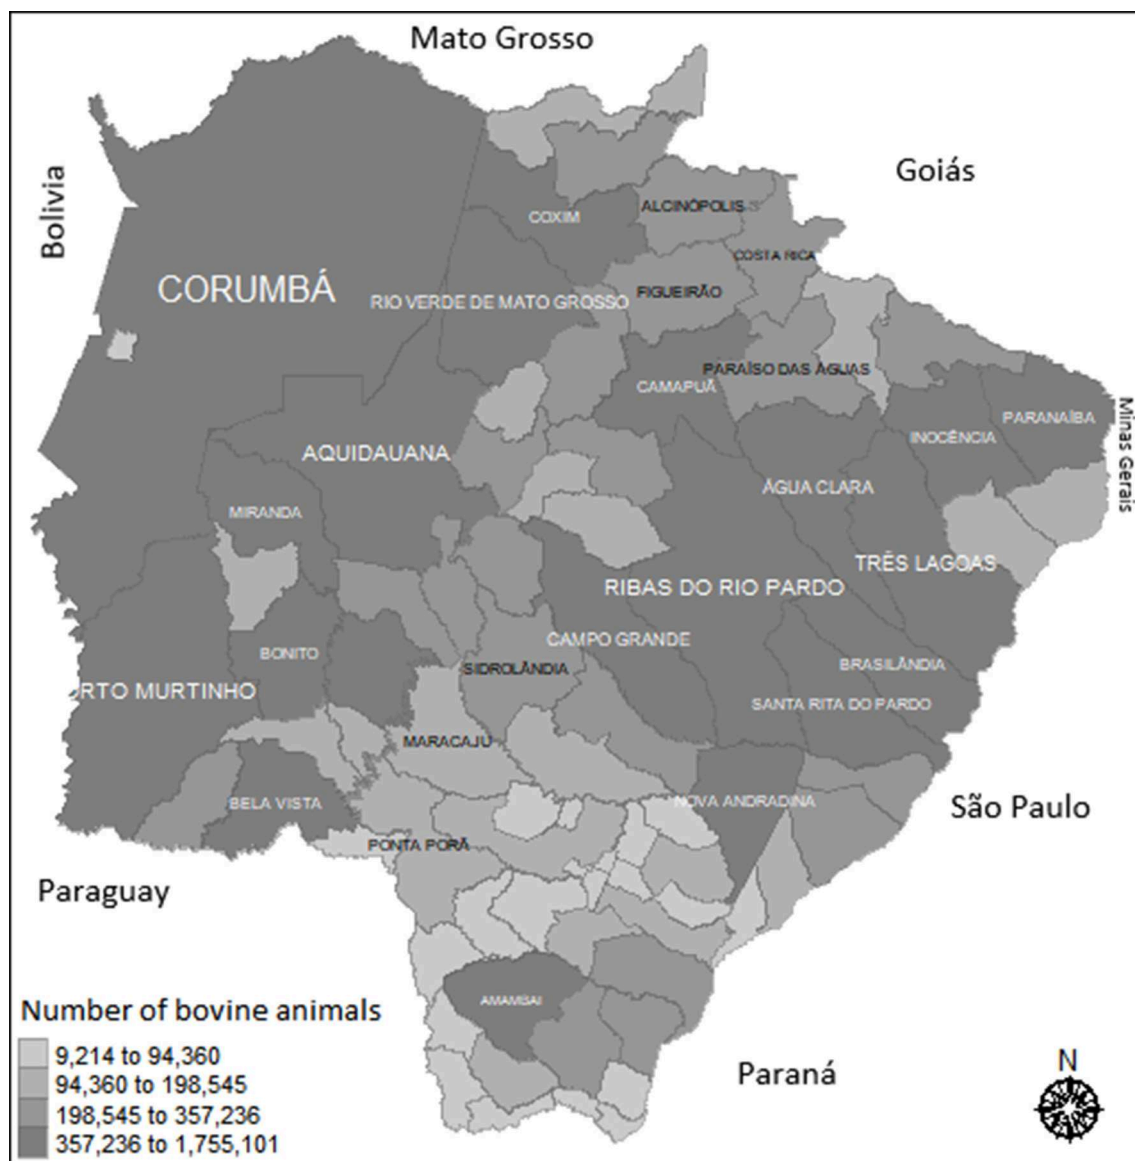 Mato Grosso
Goiás
Bolivia
COXIM
ALCINÓPOLIS
COSTA RICA
CORUMBÁ
RIO VERDE DE MATO GROSSO
FIGUEIRÃO
CAMAPUÃ
PARAÍSO DAS ÁGUAS
Minas Gerais
PARANAÍBA
INOCÊNCIA
AQUIDAUANA
ÁGUA CLARA
MIRANDA
TRÊS LAGOAS
RIBAS DO RIO PARDO
CAMPO GRANDE
BONITO
SIDROLÂNDIA
BRASILÂNDIA
ORTO MURTINHO
SANTA RITA DO PARDO
MARACAJÚ
BELA VISTA
NOVA ANDRADINA
São Paulo
PONTA PORÃ
Paraguay
AMAMBAI
Number of bovine animals
9,214 to 94,360
94,360 to 198,545
198,545 to 357,236
357,236 to 1,755,101
Paraná
N